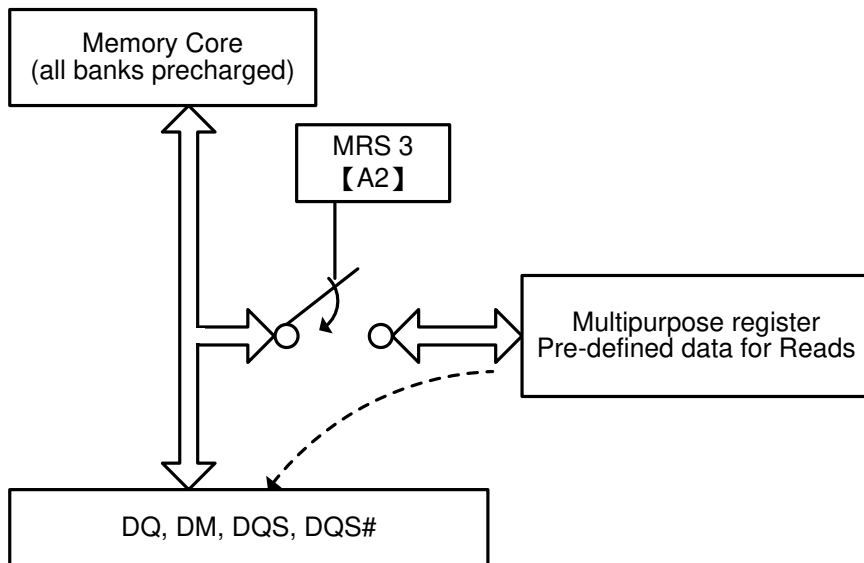 Memory Core
(all banks precharged)
MRS 3
【A2】
Multipurpose register
Pre-defined data for Reads
DQ, DM, DQS, DQS#